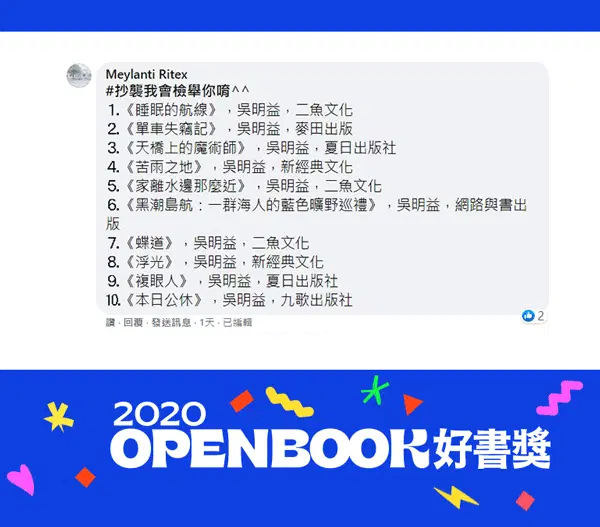 Meylanti Ritex
#抄襲我會檢舉你唷^^
1.《睡眠的航線》，吳明益，二魚文化
2.《單車失竊記》，吳明益，麥田出版
3.《天橋上的魔術師》，吳明益，夏日出版社
4.《苦雨之地》，吳明益，新經典文化
5.《家離水邊那麼近》，吳明益，二魚文化
6.《黑潮島航：一群海人的藍色曠野巡禮》，吳明益，網路與書出
版
7.《蝶道》，吳明益，二魚文化
8.《浮光》，吳明益，新經典文化
9.《複眼人》，吳明益，夏日出版社
10.《本日公休》，吳明益，九歌出版社
讚 · 回覆 · 發送訊息 · 1天 · 已編輯
2
2020
OPENBOOK好書獎